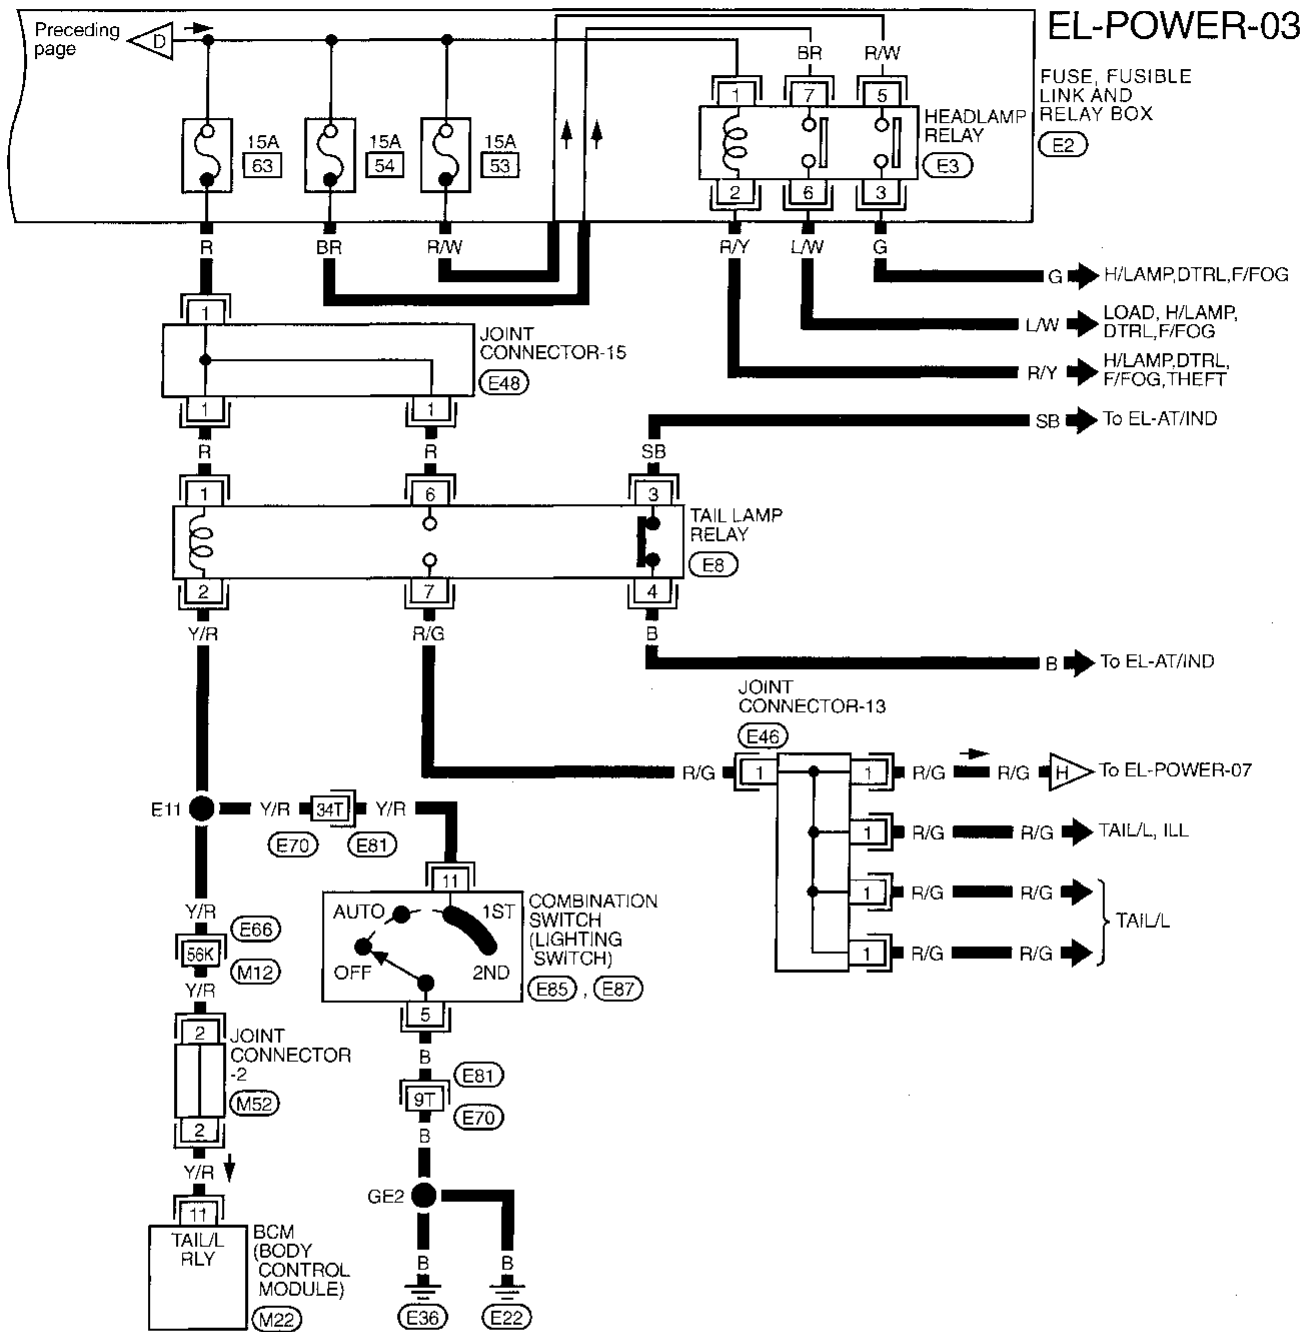 EL-POWER-03
Preceding
page
D
BR
R/W
FUSE, FUSIBLE
LINK AND
RELAY BOX
E2
1
7
5
HEADLAMP
RELAY
E3
15A
63
15A
54
15A
53
2
6
3
R
BR
R/W
R/Y
L/W
G
G
H/LAMP,DTRL,F/FOG
L/W
LOAD, H/LAMP,
DTRL,F/FOG
R/Y
H/LAMP,DTRL,
F/FOG,THEFT
1
JOINT
CONNECTOR-15
E48
1
1
SB
To EL-AT/IND
R
R
SB
1
6
3
TAIL LAMP
RELAY
E8
2
7
4
Y/R
R/G
B
B
To EL-AT/IND
JOINT
CONNECTOR-13
E46
R/G
1
1
R/G
R/G
H
To EL-POWER-07
E11
Y/R
34T
Y/R
E70
E81
1
R/G
R/G
TAIL/L, ILL
11
1
R/G
R/G
TAIL/L
1
R/G
R/G
AUTO
1ST
OFF
2ND
COMBINATION
SWITCH
(LIGHTING
SWITCH)
E85 , E87
Y/R
E66
56K
M12
Y/R
5
2
JOINT
CONNECTOR
-2
M52
2
B
E81
9T
E70
B
Y/R
GE2
11
TAIL/L
RLY
BCM
(BODY
CONTROL
MODULE)
M22
B
B
E36
E22